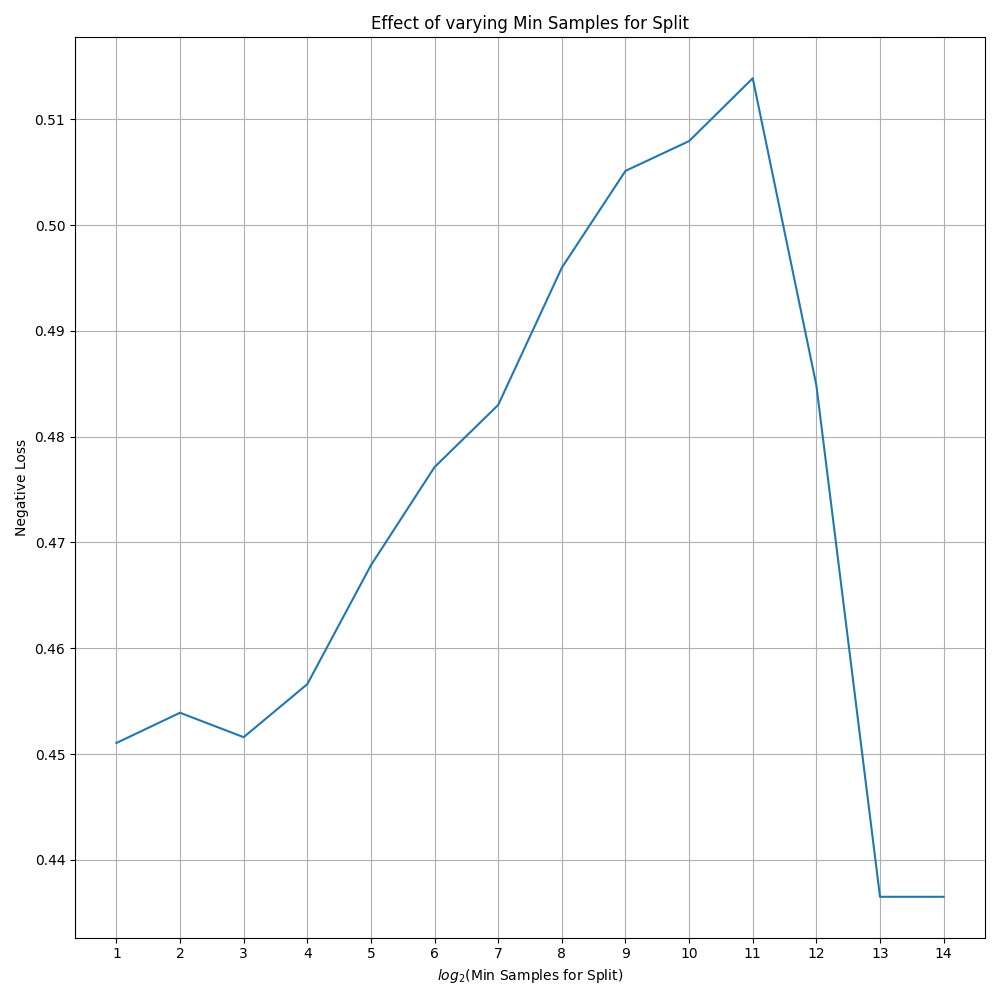 Effect of varying Min Samples for Split
0.51
0.50
0.49
0.48
0.47
0.46
0.45
0.44
Negative Loss
1 2 3 4 5 6 7 8 9 10 11 12 13 14
log₂(Min Samples for Split)